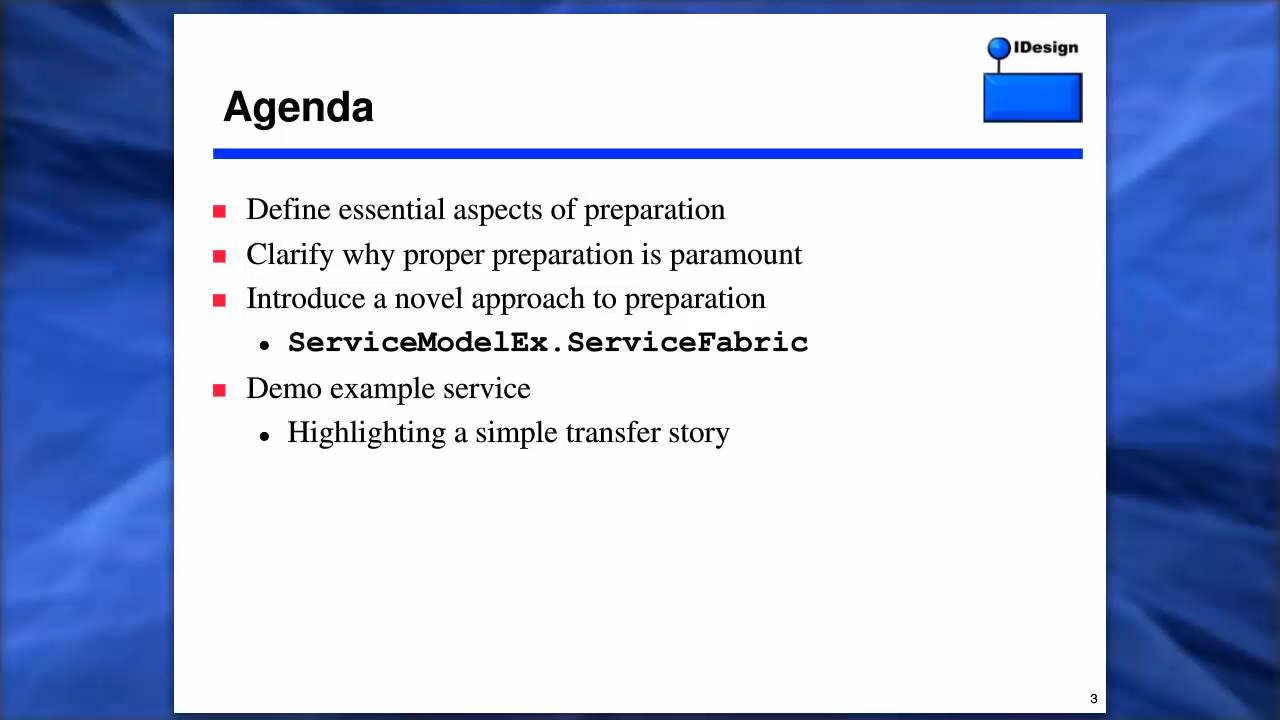 IDesign
Agenda
Define essential aspects of preparation
Clarify why proper preparation is paramount
Introduce a novel approach to preparation
ServiceModelEx.ServiceFabric
Demo example service
Highlighting a simple transfer story
3